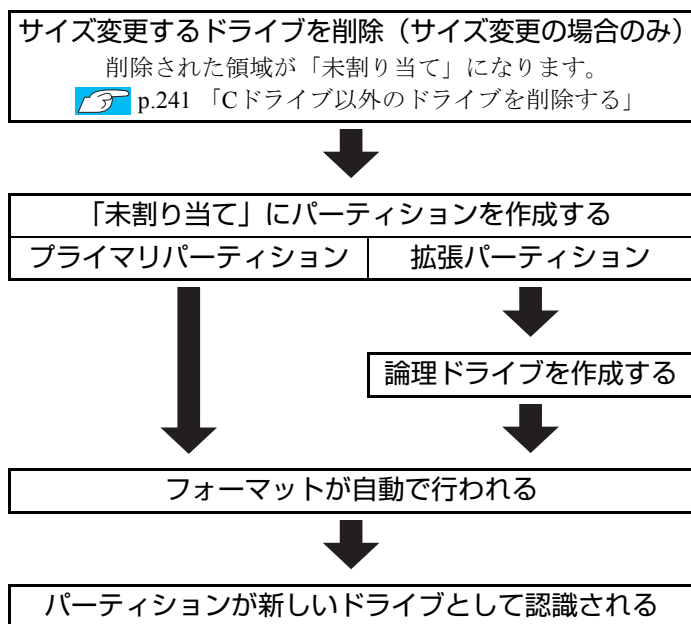 サイズ変更するドライブを削除（サイズ変更の場合のみ）
削除された領域が「未割り当て」になります。
p.241 「Cドライブ以外のドライブを削除する」
「未割り当て」にパーティションを作成する
プライマリパーティション
拡張パーティション
論理ドライブを作成する
フォーマットが自動で行われる
パーティションが新しいドライブとして認識される